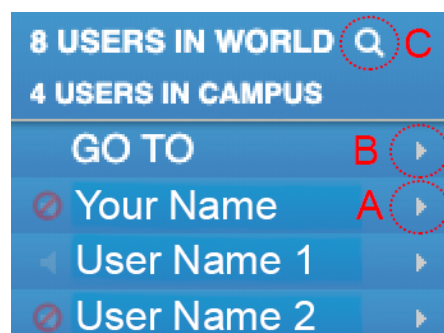 8 USERS IN WORLD C
4 USERS IN CAMPUS
GO TO B
Your Name A
User Name 1
User Name 2